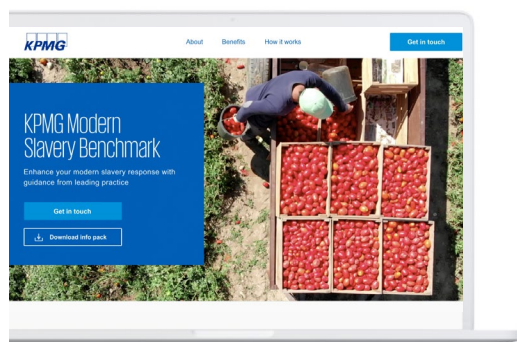 KPMG
About Benefits How it works Get in touch
KPMG Modern
Slavery Benchmark
Enhance your modern slavery response with
guidance from leading practice
Get in touch
Download info pack